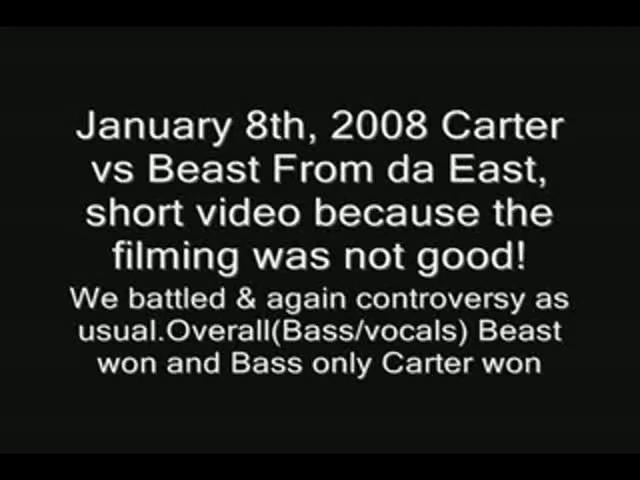 January 8th, 2008 Carter
vs Beast From da East,
short video because the
filming was not good!
We battled & again controversy as
usual.Overall(Bass/vocals) Beast
won and Bass only Carter won